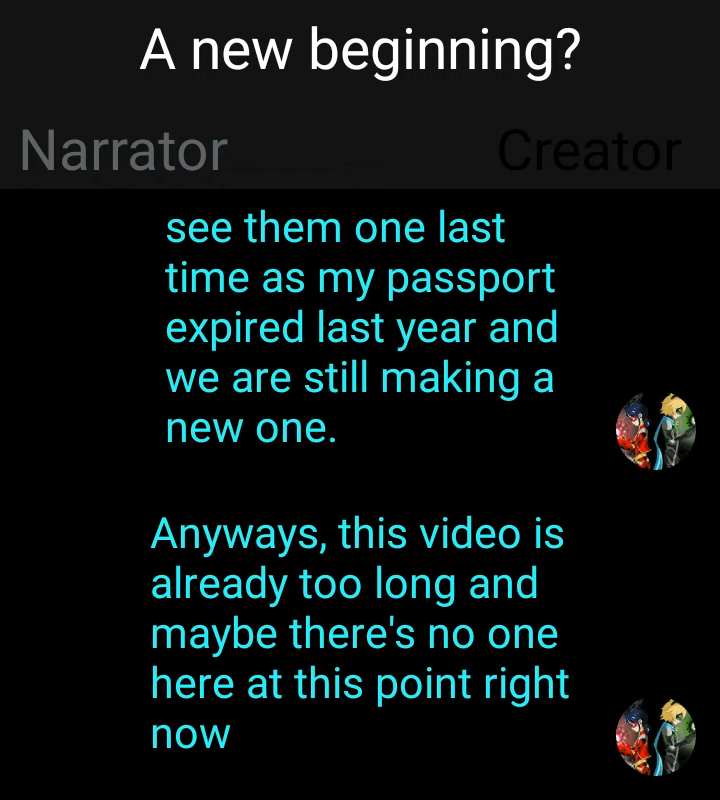 A new beginning?
Narrator Creator
see them one last
time as my passport
expired last year and
we are still making a
new one.
Anyways, this video is
already too long and
maybe there's no one
here at this point right
now